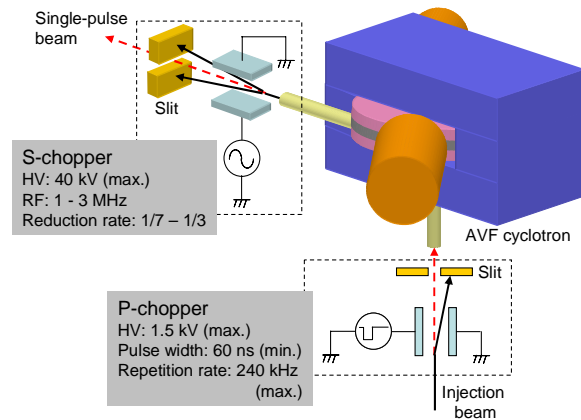 Single-pulse
beam
Slit
S-chopper
HV: 40 kV (max.)
RF: 1 - 3 MHz
Reduction rate: 1/7 – 1/3
AVF cyclotron
Slit
P-chopper
HV: 1.5 kV (max.)
Pulse width: 60 ns (min.)
Repetition rate: 240 kHz
(max.)
Injection
beam